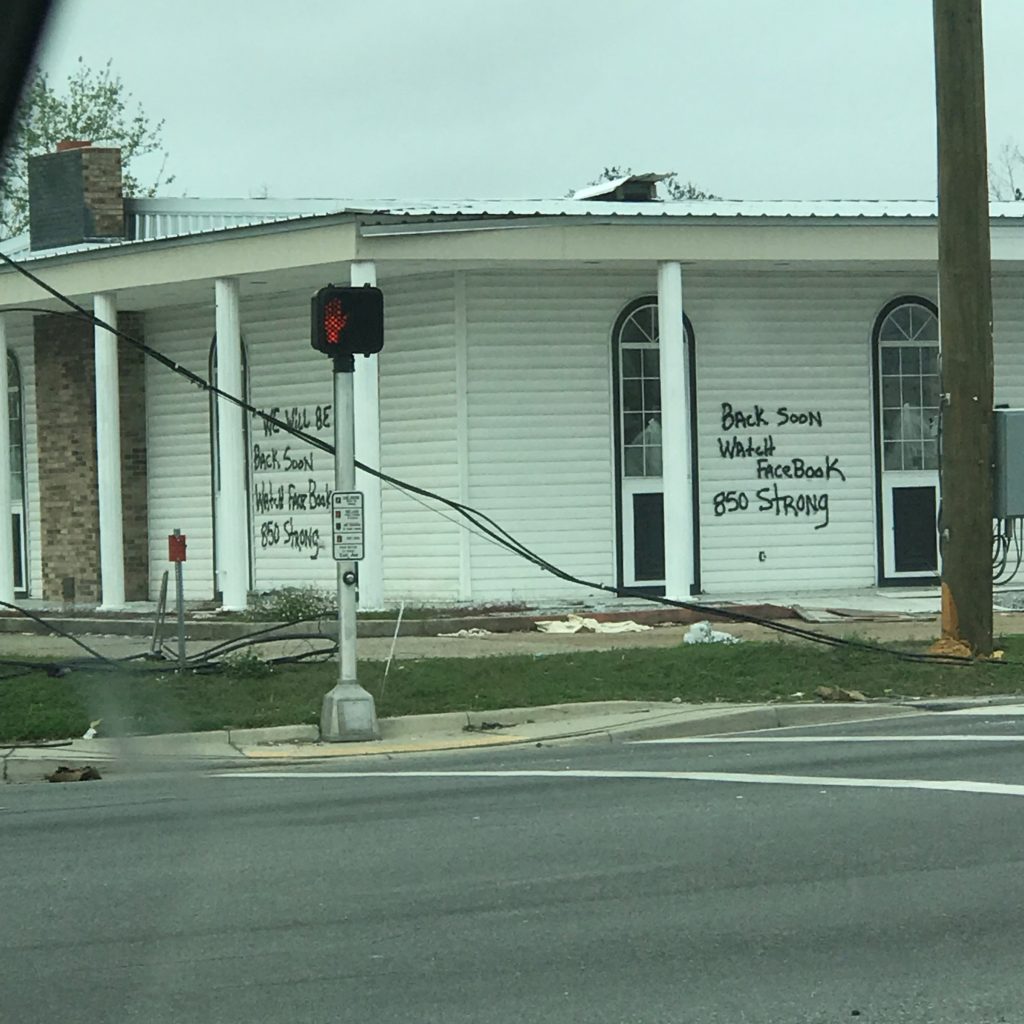 WE WILL BE
BACK SOON
WATCH FACEBOOK
850 STRONG
BACK SOON
WATCH
FACEBOOK
850 STRONG